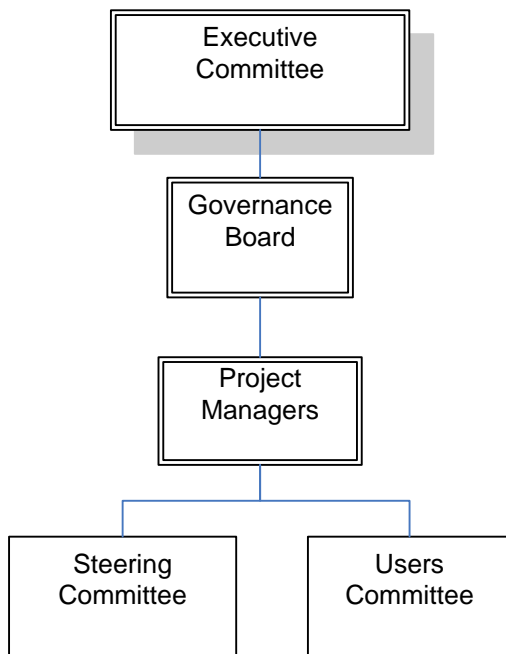 Executive
Committee
Governance
Board
Project
Managers
Steering
Committee
Users
Committee